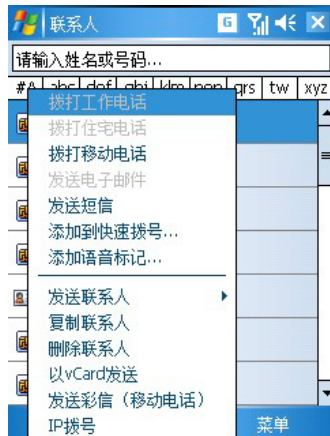 联系人 G
请输入姓名或号码...
#A abc def ghi klm nop qrs tw xyz
拨打工作电话
拨打住宅电话
拨打移动电话
发送电子邮件
发送短信
添加到快速拨号...
添加语音标记...
发送联系人
复制联系人
删除联系人
以vCard发送
发送彩信（移动电话）
IP拨号
菜单